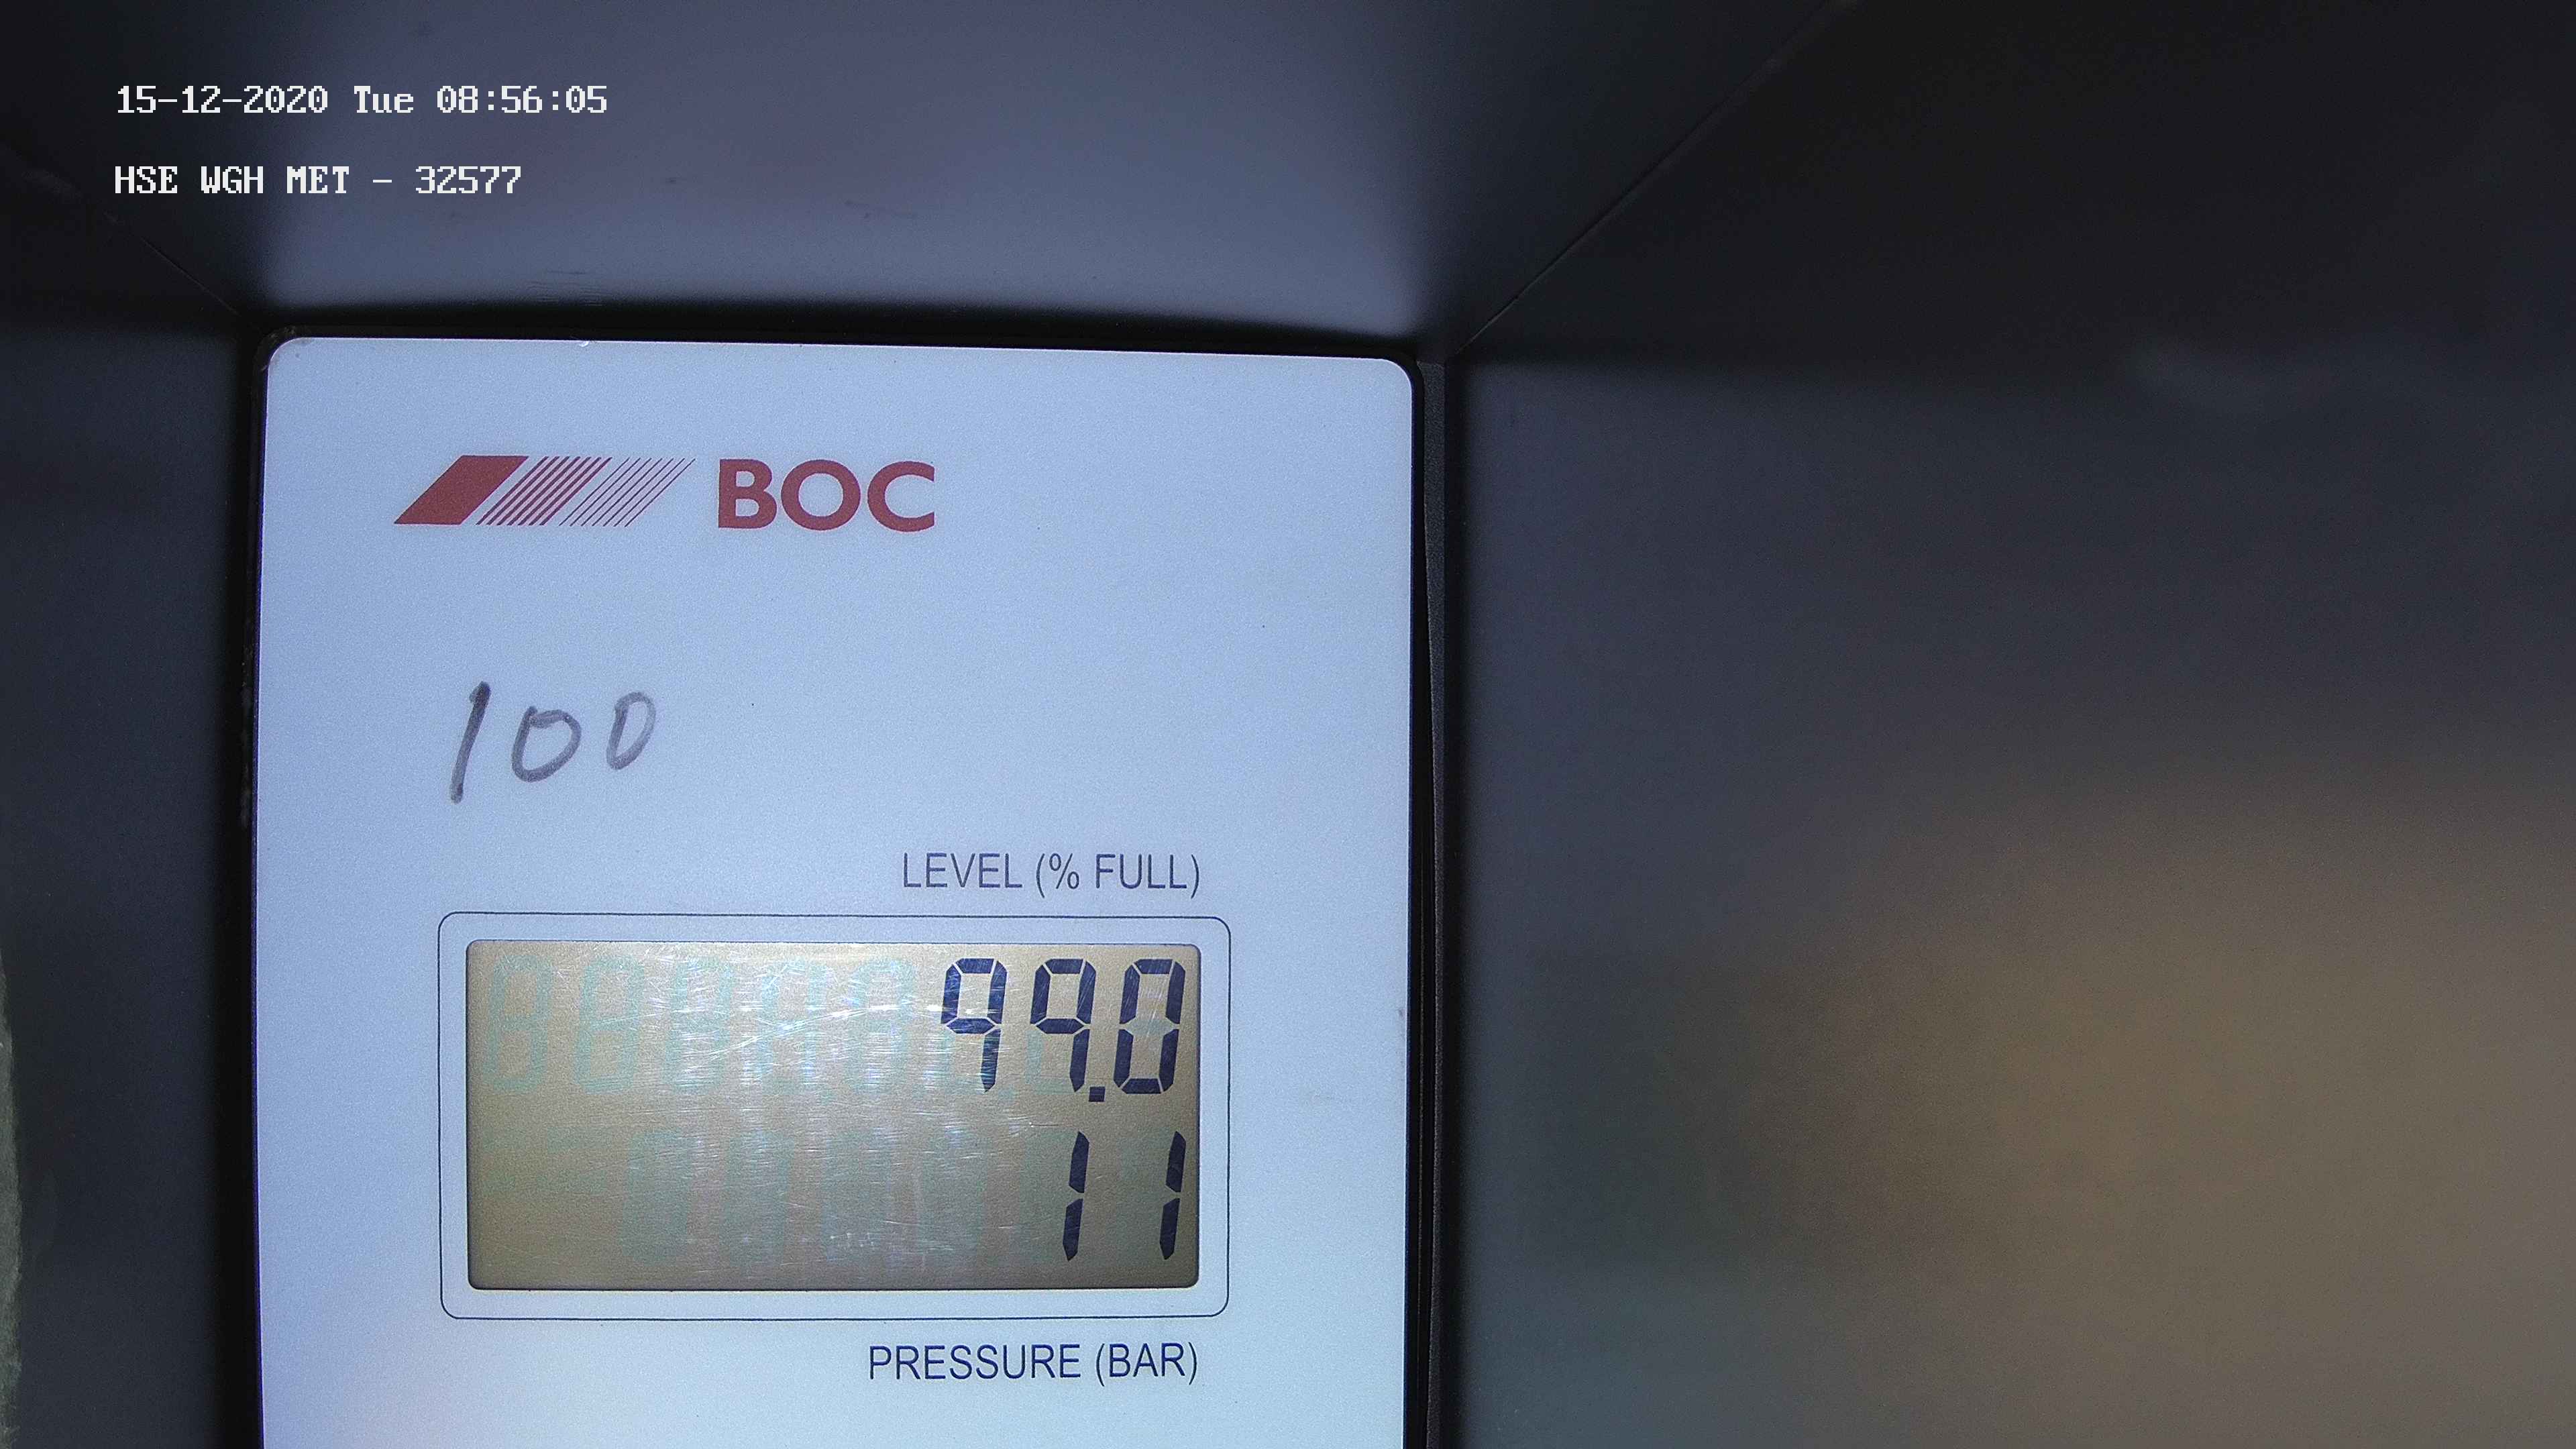 15-12-2020 Tue 08:56:05
HSE WGH MET - 32577
BOC
100
LEVEL (% FULL)
99.0
11
PRESSURE (BAR)